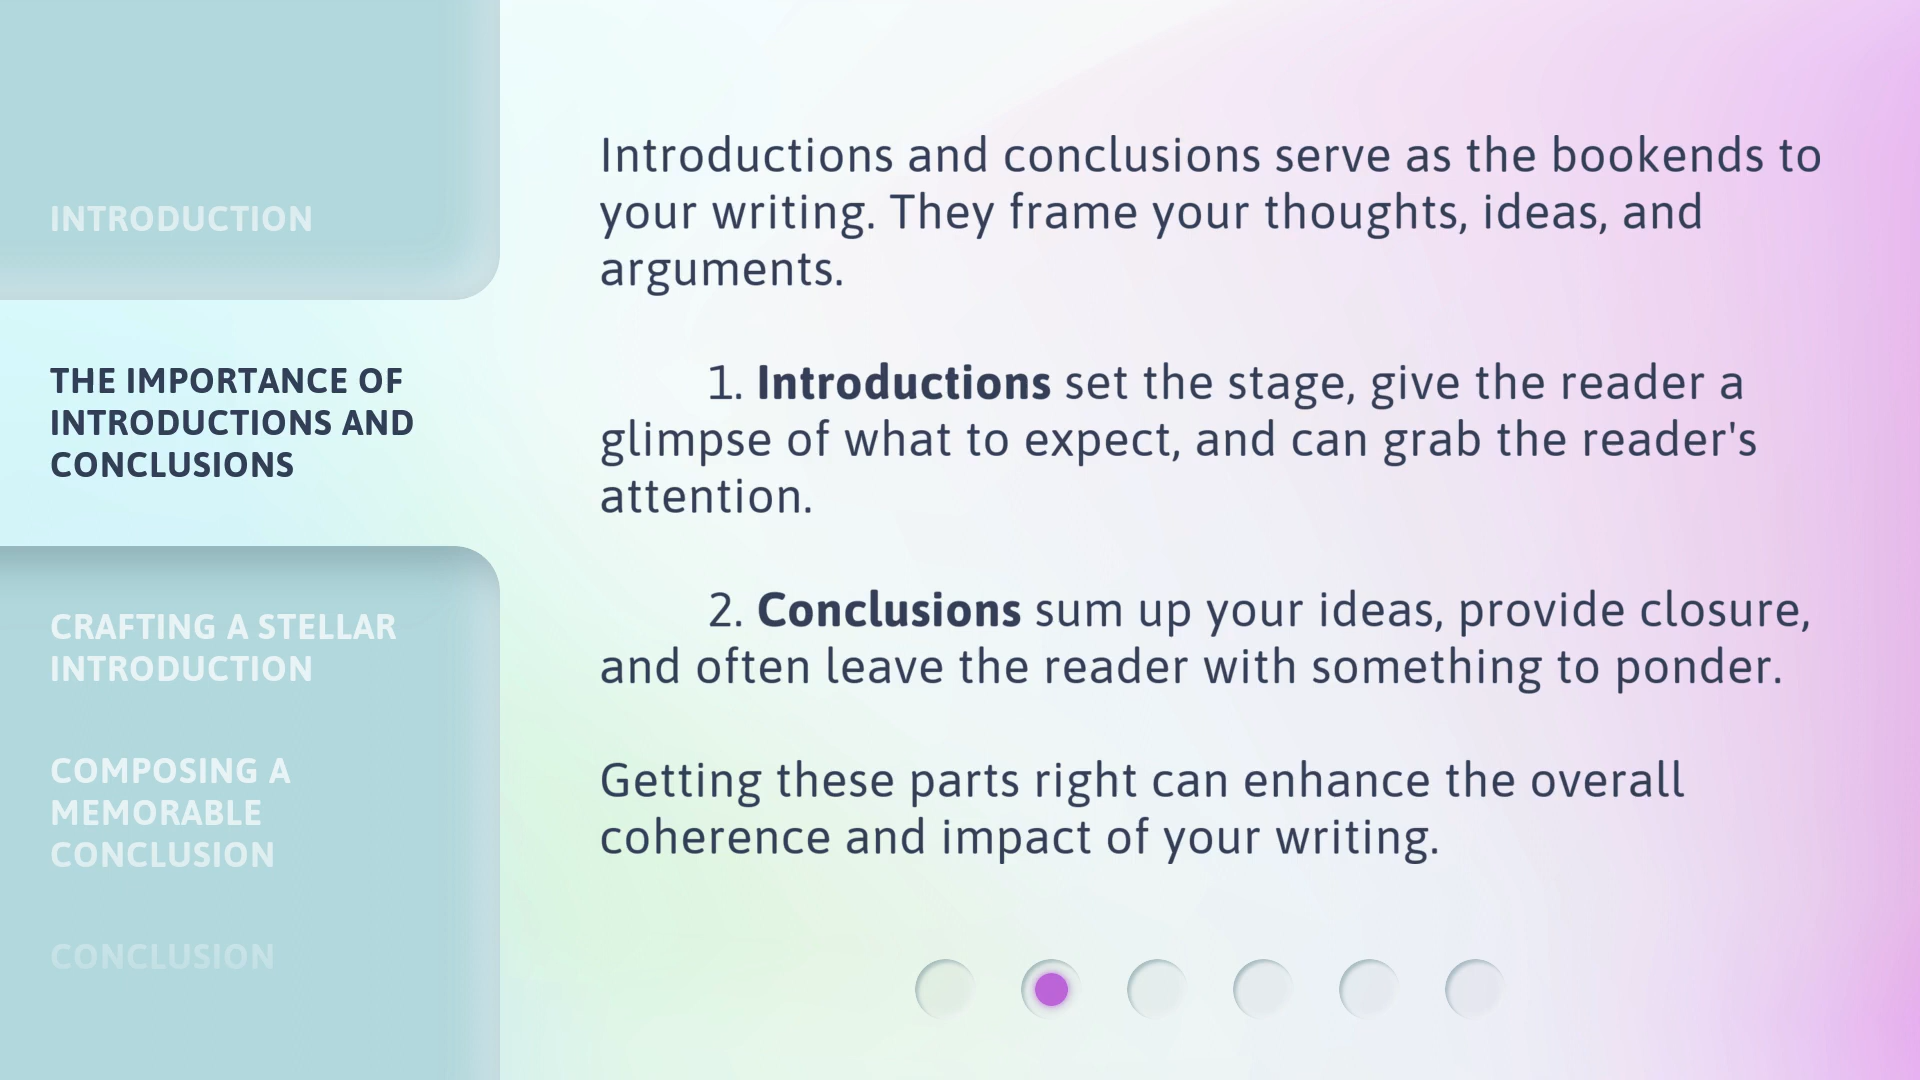 INTRODUCTION
THE IMPORTANCE OF
INTRODUCTIONS AND
CONCLUSIONS
CRAFTING A STELLAR
INTRODUCTION
COMPOSING A
MEMORABLE
CONCLUSION
CONCLUSION
Introductions and conclusions serve as the bookends to
your writing. They frame your thoughts, ideas, and
arguments.
1. Introductions set the stage, give the reader a
glimpse of what to expect, and can grab the reader's
attention.
2. Conclusions sum up your ideas, provide closure,
and often leave the reader with something to ponder.
Getting these parts right can enhance the overall
coherence and impact of your writing.